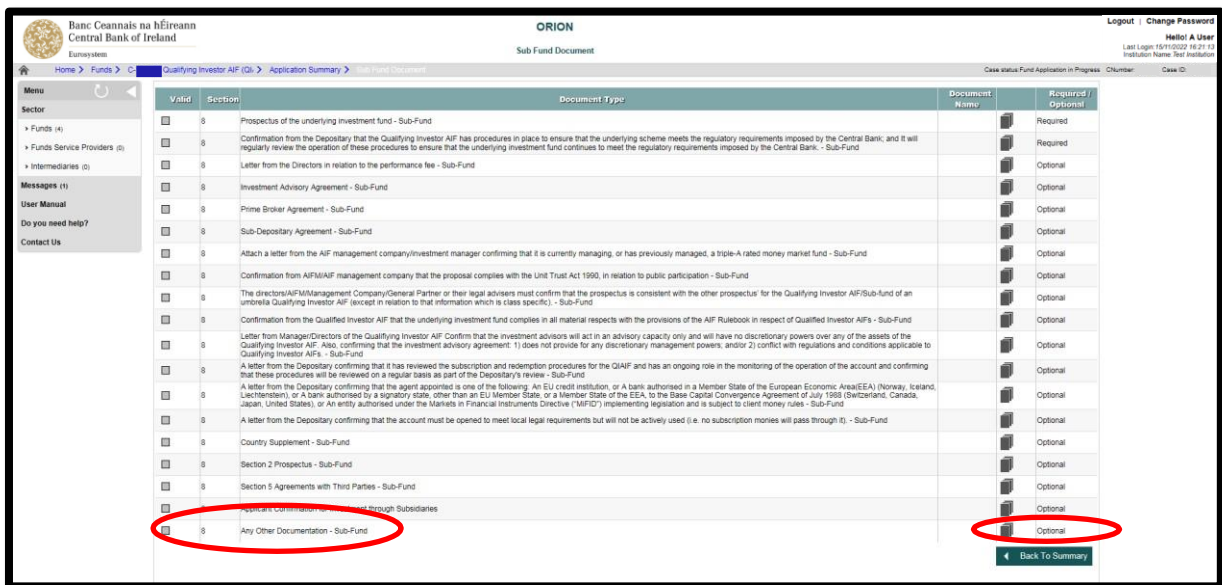 Banc Ceannais na hÉireann
Central Bank of Ireland
Eurosystem
ORION
Sub Fund Document
Logout | Change Password
Hello! A User
Last Login:15/11/2022 16:21:13
Institution Name Test Institution
Home > Funds > C- Qualifying Investor AIF (QI‹ > Application Summary > Sub Fund Document
Case status:Fund Application in Progress CNumber: Case ID:
Menu
Sector
Funds (4)
Funds Service Providers (0)
Intermediaries (0)
Messages (1)
User Manual
Do you need help?
Contact Us
Valid Section Document Type Document Name Required / Optional
8 Prospectus of the underlying investment fund - Sub-Fund Required
8 Confirmation from the Depositary that the Qualifying Investor AIF has procedures in place to ensure that the underlying scheme meets the regulatory requirements imposed by the Central Bank; and It will
regularly review the operation of these procedures to ensure that the underlying investment fund continues to meet the regulatory requirements imposed by the Central Bank. - Sub-Fund Required
8 Letter from the Directors in relation to the performance fee - Sub-Fund Optional
8 Investment Advisory Agreement - Sub-Fund Optional
8 Prime Broker Agreement - Sub-Fund Optional
8 Sub-Depositary Agreement - Sub-Fund Optional
8 Attach a letter from the AIF management company/investment manager confirming that it is currently managing, or has previously managed, a triple-A rated money market fund - Sub-Fund Optional
8 Confirmation from AIFM/AIF management company that the proposal complies with the Unit Trust Act 1990, in relation to public participation - Sub-Fund Optional
8 The directors/AIFM/Management Company/General Partner or their legal advisers must confirm that the prospectus is consistent with the other prospectus' for the Qualifying Investor AIF/Sub-fund of an
umbrella Qualifying Investor AIF (except in relation to that information which is class specific). - Sub-Fund Optional
8 Confirmation from the Qualified Investor AIF that the underlying investment fund complies in all material respects with the provisions of the AIF Rulebook in respect of Qualified Investor AIFs - Sub-Fund Optional
8 Letter from Manager/Directors of the Qualifying Investor AIF Confirm that the investment advisors will act in an advisory capacity only and will have no discretionary powers over any of the assets of the
Qualifying Investor AIF. Also, confirming that the investment advisory agreement: 1) does not provide for any discretionary management powers; and/or 2) conflict with regulations and conditions applicable to
Qualifying Investor AIFs. - Sub-Fund Optional
8 A letter from the Depositary confirming that it has reviewed the subscription and redemption procedures for the QIAIF and has an ongoing role in the monitoring of the operation of the account and confirming
that these procedures will be reviewed on a regular basis as part of the Depositary's review - Sub-Fund Optional
8 A letter from the Depositary confirming that the agent appointed is one of the following: An EU credit institution, or A bank authorised in a Member State of the European Economic Area(EEA) (Norway, Iceland,
Liechtenstein), or A bank authorised by a signatory state, other than an EU Member State, or a Member State of the EEA, to the Base Capital Convergence Agreement of July 1988 (Switzerland, Canada,
Japan, United States), or An entity authorised under the Markets in Financial Instruments Directive ("MIFID") implementing legislation and is subject to client money rules - Sub-Fund Optional
8 A letter from the Depositary confirming that the account must be opened to meet local legal requirements but will not be actively used (i.e. no subscription monies will pass through it). - Sub-Fund Optional
8 Country Supplement - Sub-Fund Optional
8 Section 2 Prospectus - Sub-Fund Optional
8 Section 5 Agreements with Third Parties - Sub-Fund Optional
Applicant Confirmation for Investment through Subsidiaries Optional
8 Any Other Documentation - Sub-Fund Optional
Back To Summary